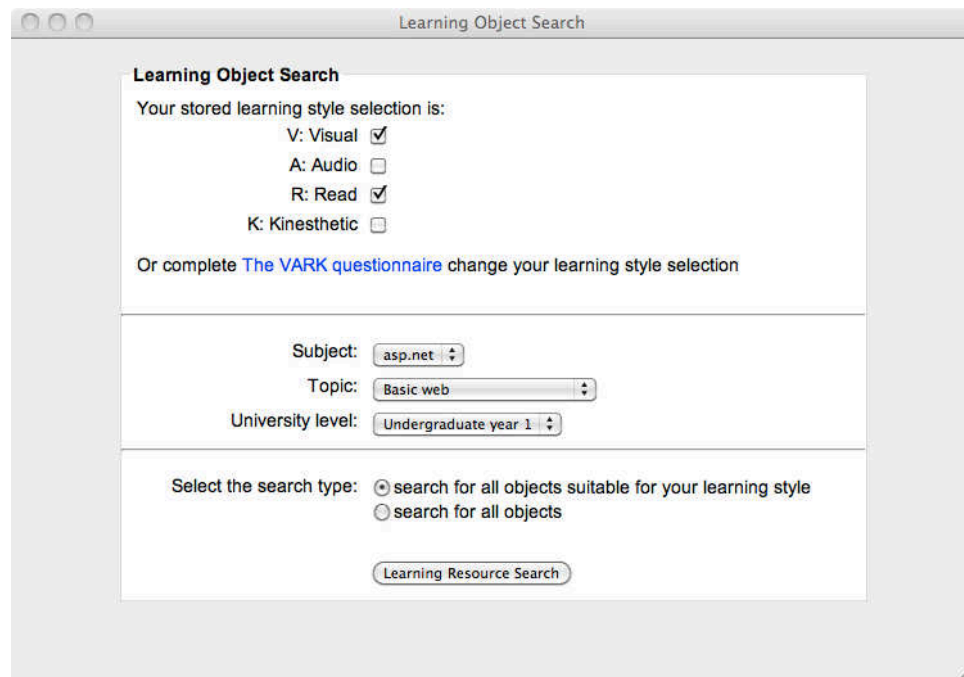 Learning Object Search
Learning Object Search
Your stored learning style selection is:
V: Visual
A: Audio
R: Read
K: Kinesthetic
Or complete The VARK questionnaire change your learning style selection
Subject: asp.net
Topic: Basic web
University level: Undergraduate year 1
Select the search type: search for all objects suitable for your learning style
search for all objects
Learning Resource Search